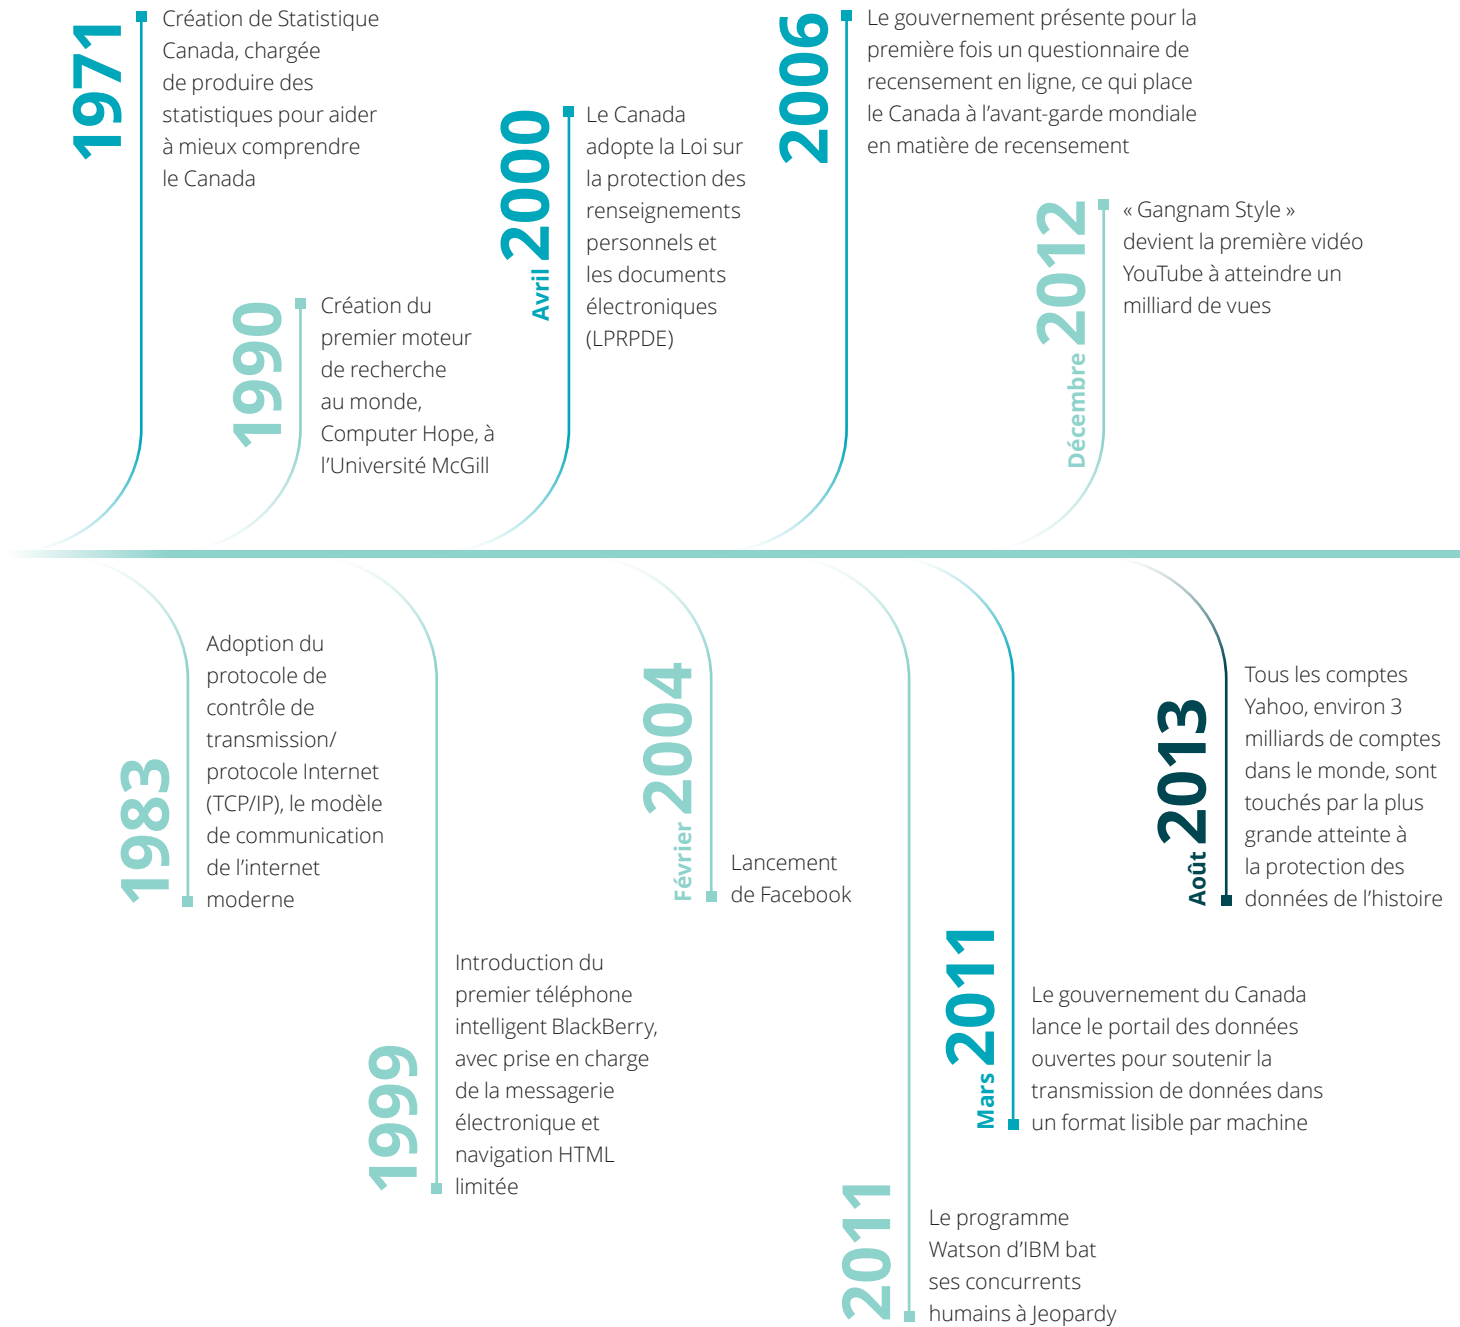 1971
Création de Statistique
Canada, chargée
de produire des
statistiques pour aider
à mieux comprendre
le Canada
1990
Création du
premier moteur
de recherche
au monde,
Computer Hope, à
l’Université McGill
Avril 2000
Le Canada
adopte la Loi sur
la protection des
renseignements
personnels et
les documents
électroniques
(LPRPDE)
2006
Le gouvernement présente pour la
première fois un questionnaire de
recensement en ligne, ce qui place
le Canada à l’avant-garde mondiale
en matière de recensement
Décembre 2012
« Gangnam Style »
devient la première vidéo
YouTube à atteindre un
milliard de vues
1983
Adoption du
protocole de
contrôle de
transmission/
protocole Internet
(TCP/IP), le modèle
de communication
de l’internet
moderne
1999
Introduction du
premier téléphone
intelligent BlackBerry,
avec prise en charge
de la messagerie
électronique et
navigation HTML
limitée
Février 2004
Lancement
de Facebook
2011
Le programme
Watson d’IBM bat
ses concurrents
humains à Jeopardy
Mars 2011
Le gouvernement du Canada
lance le portail des données
ouvertes pour soutenir la
transmission de données dans
un format lisible par machine
Août 2013
Tous les comptes
Yahoo, environ 3
milliards de comptes
dans le monde, sont
touchés par la plus
grande atteinte à
la protection des
données de l’histoire